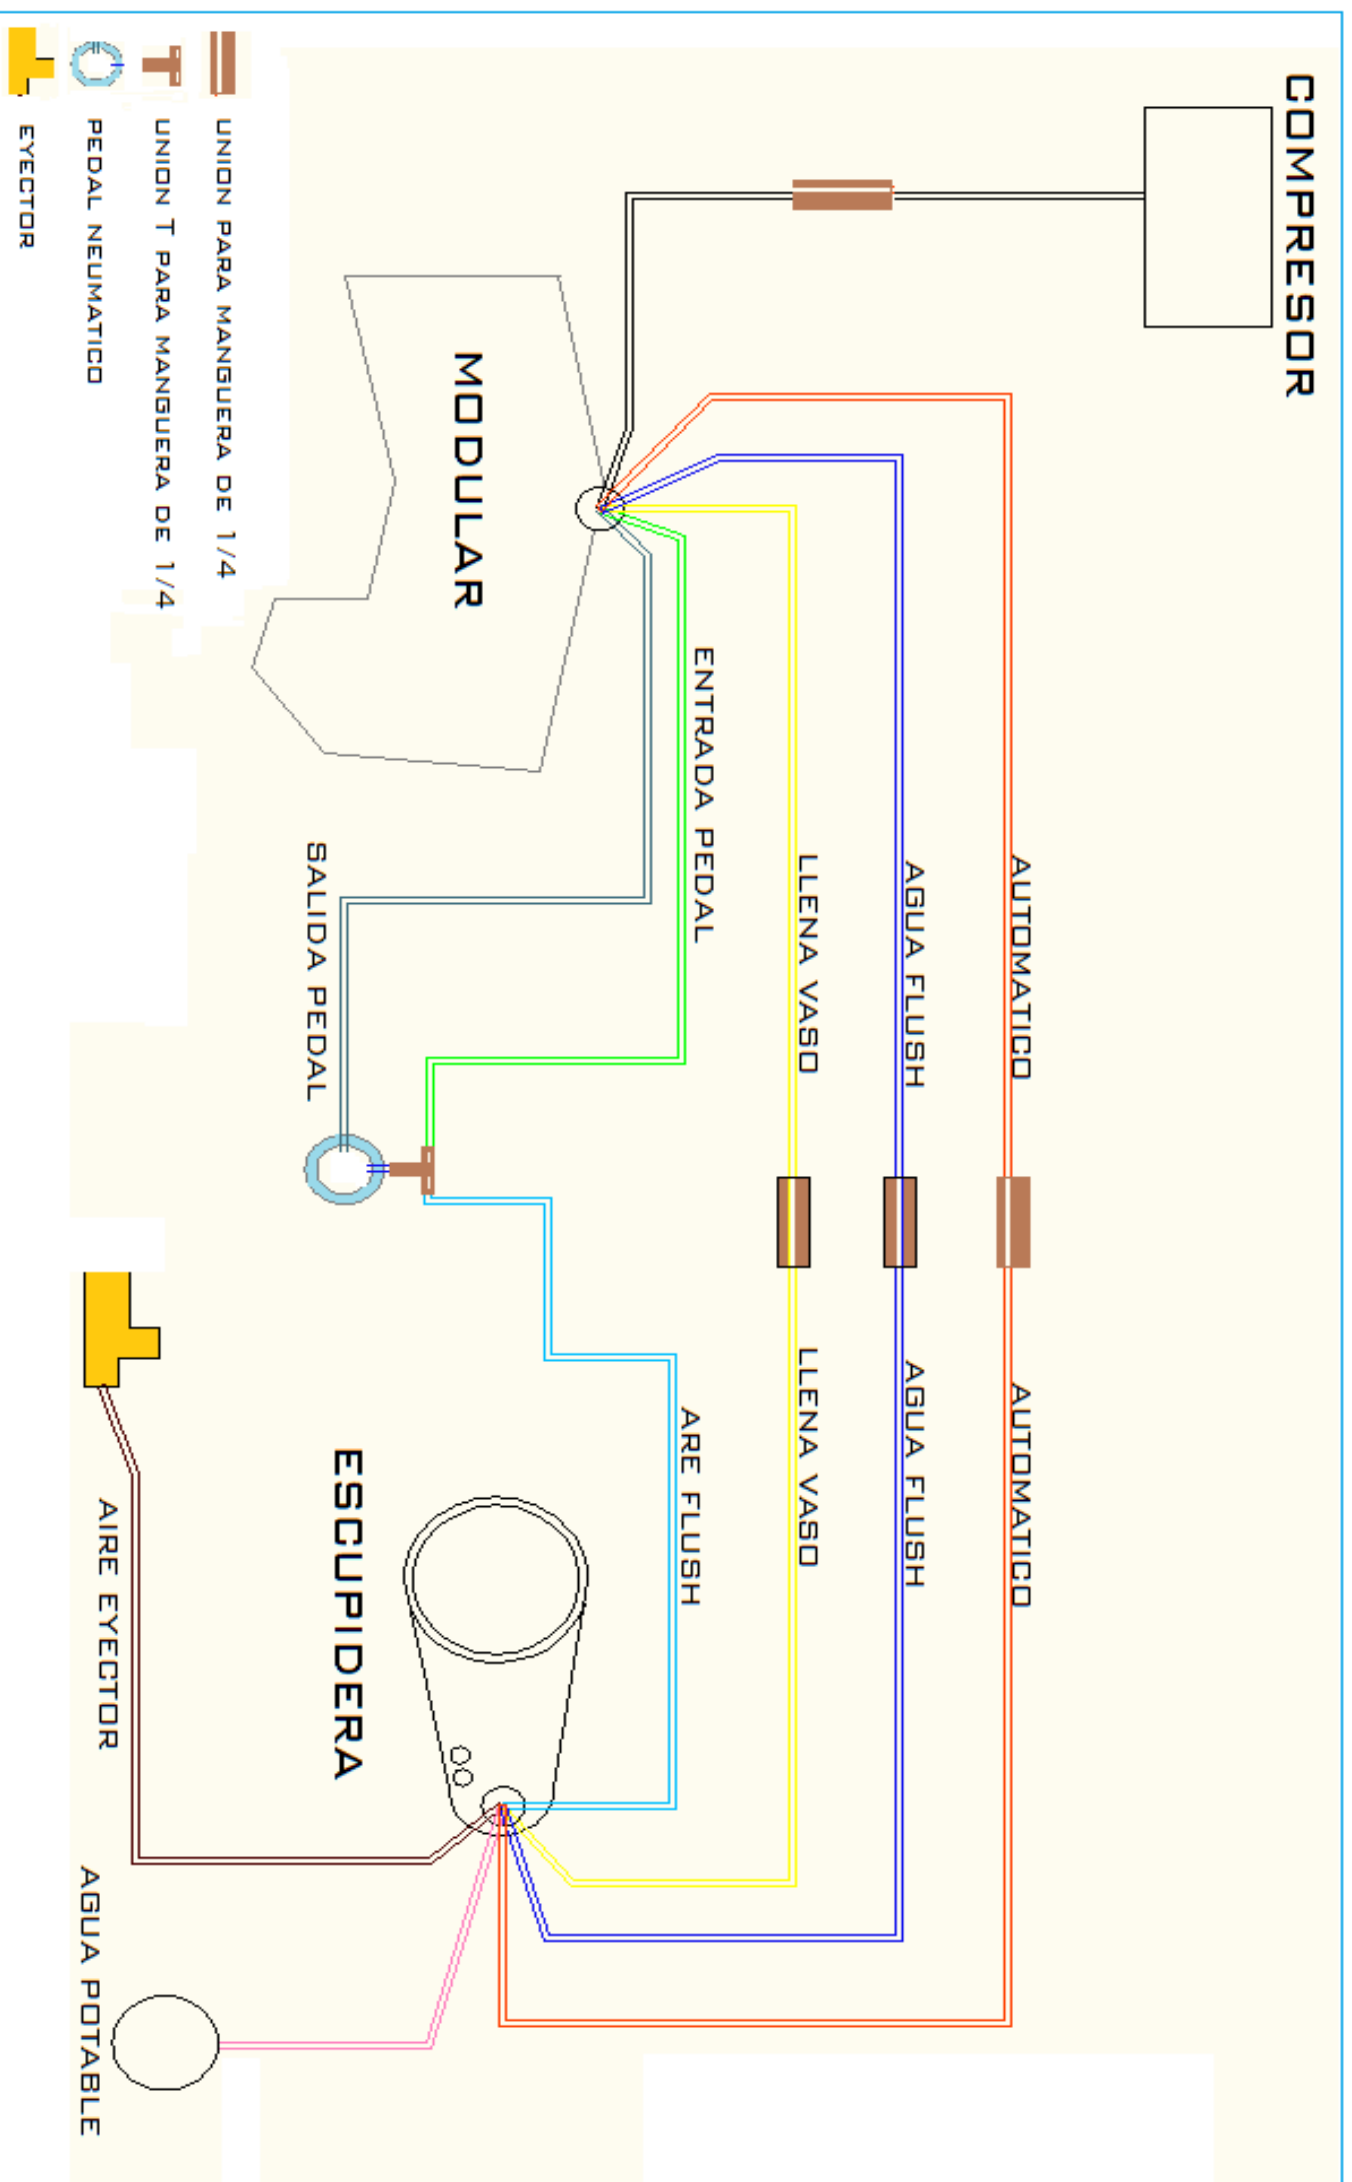 COMPRESOR
AUTOMATICO
AUTOMATICO
AGUA FLUSH
AGUA FLUSH
LLENA VASO
LLENA VASO
ENTRADA PEDAL
ARE FLUSH
MODULAR
SALIDA PEDAL
ESCUPIDERA
UNION PARA MANGUERA DE 1/4
UNION T PARA MANGUERA DE 1/4
PEDAL NEUMATICO
EYECTOR
AIRE EYECTOR
AGUA POTABLE